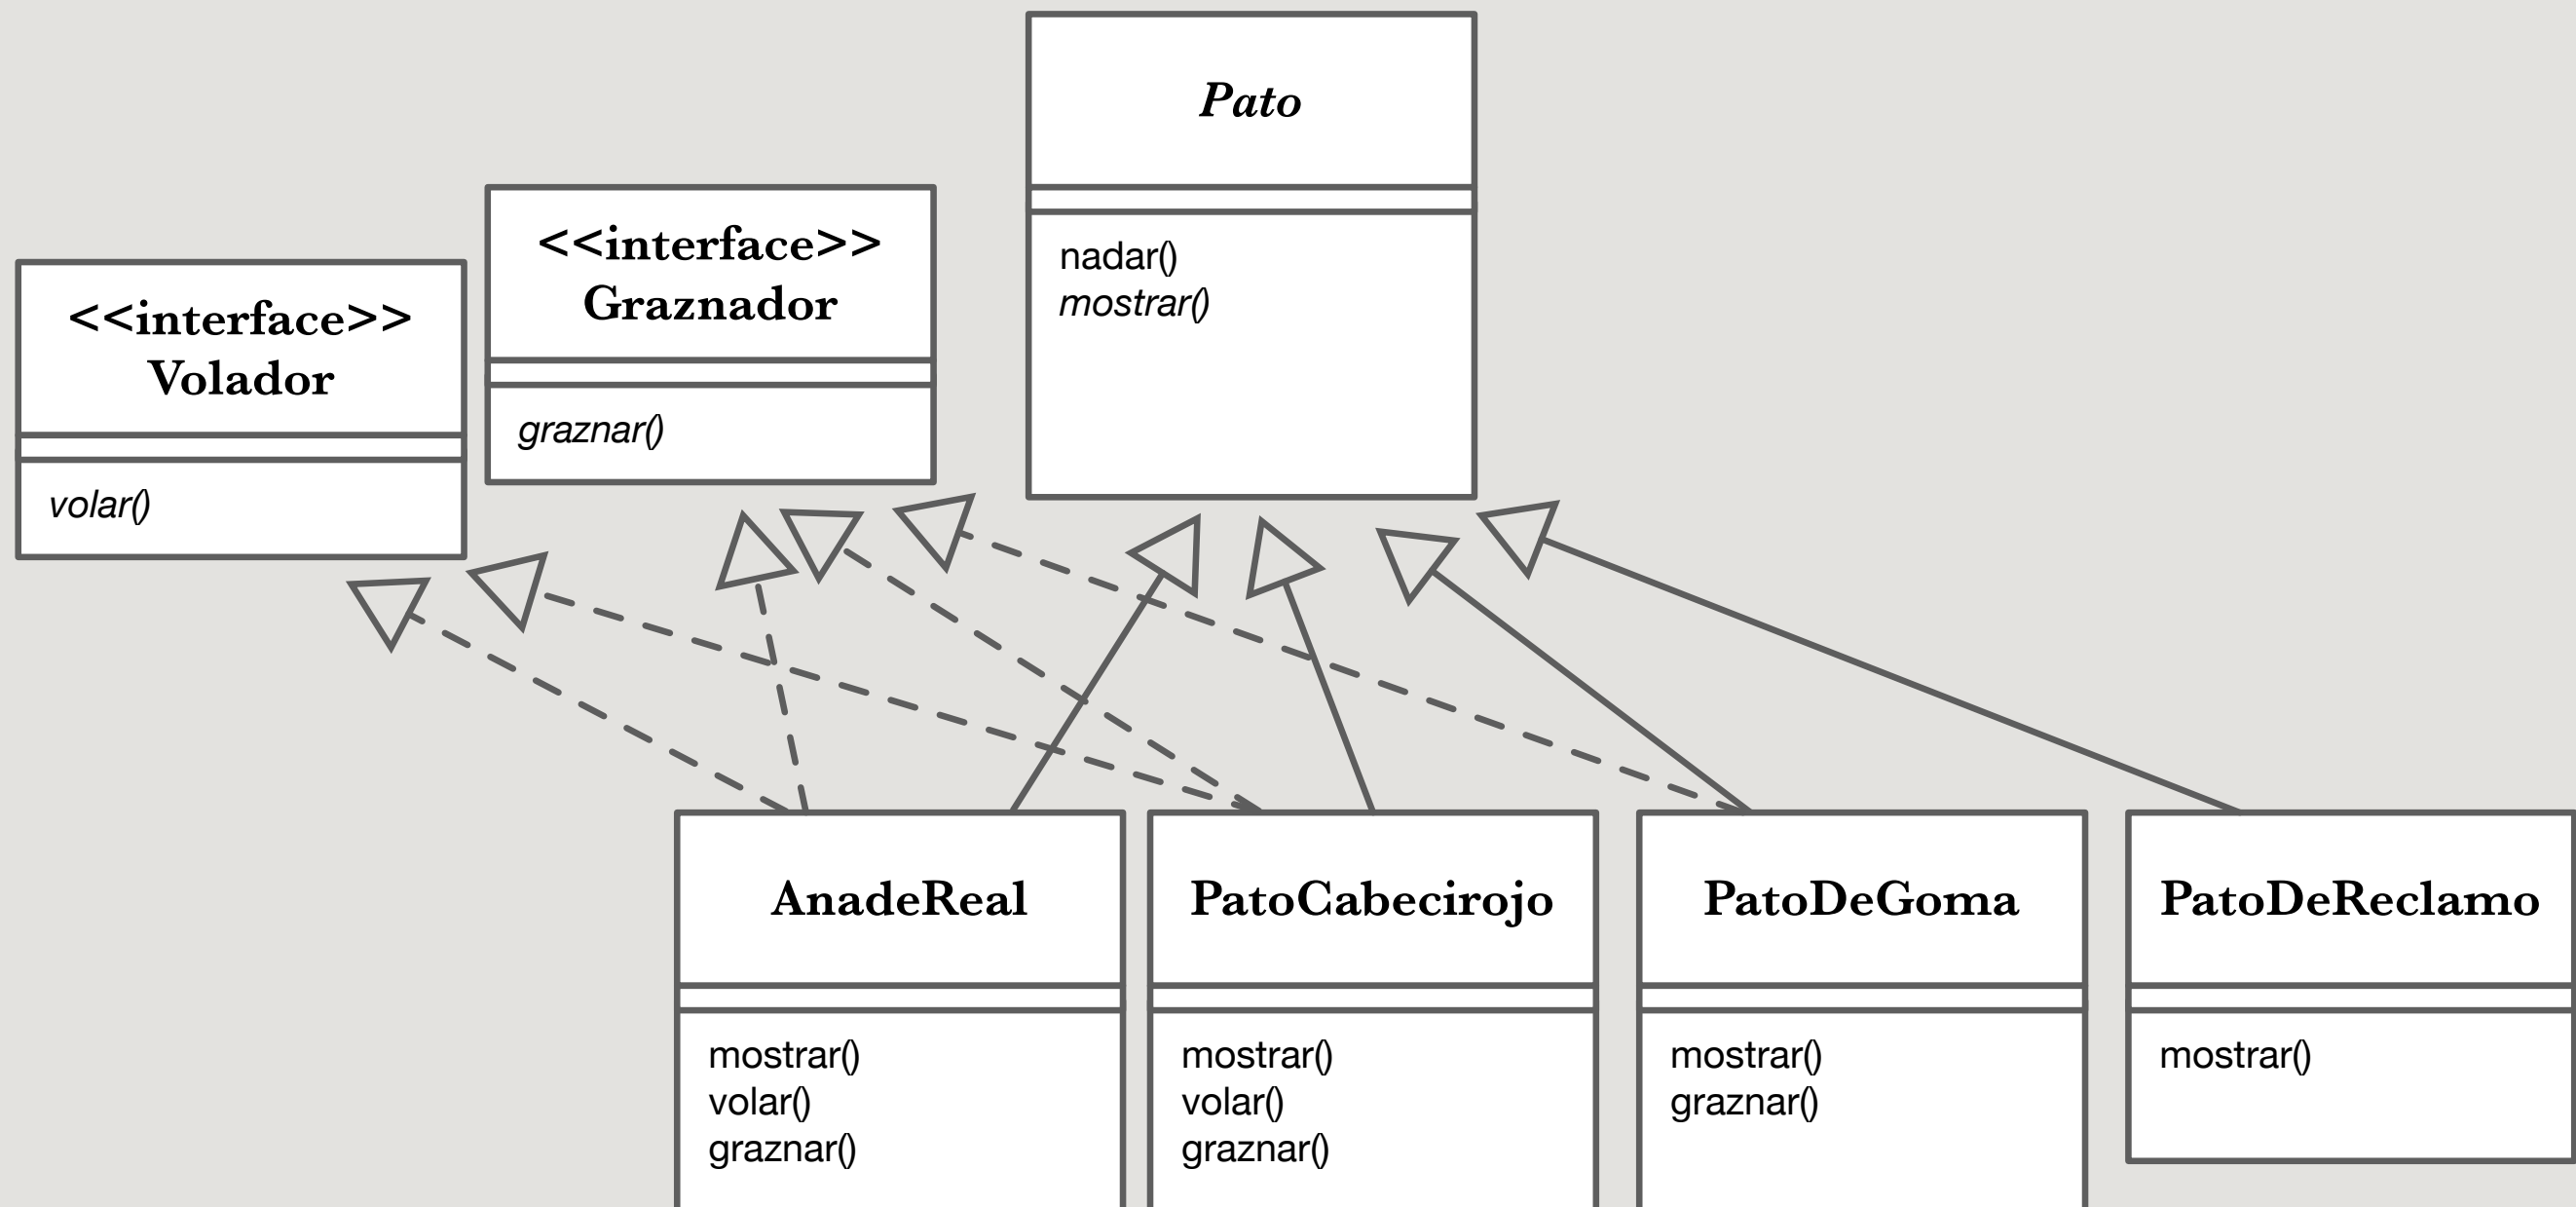 Pato
nadar()
mostrar()
<<interface>>
Graznador
graznar()
<<interface>>
Volador
volar()
AnadeReal
mostrar()
volar()
graznar()
PatoCabecirojo
mostrar()
volar()
graznar()
PatoDeGoma
mostrar()
graznar()
PatoDeReclamo
mostrar()